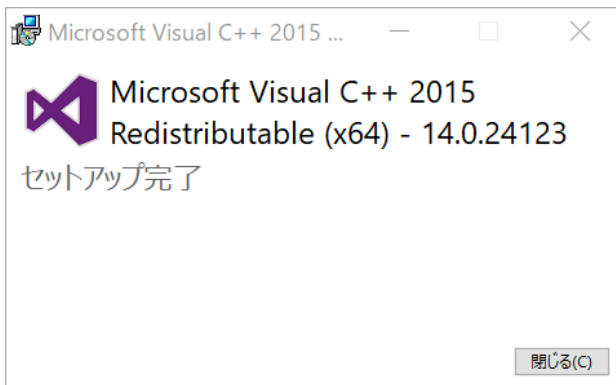 Microsoft Visual C++ 2015 ...
Microsoft Visual C++ 2015
Redistributable (x64) - 14.0.24123
セットアップ完了
閉じる(C)